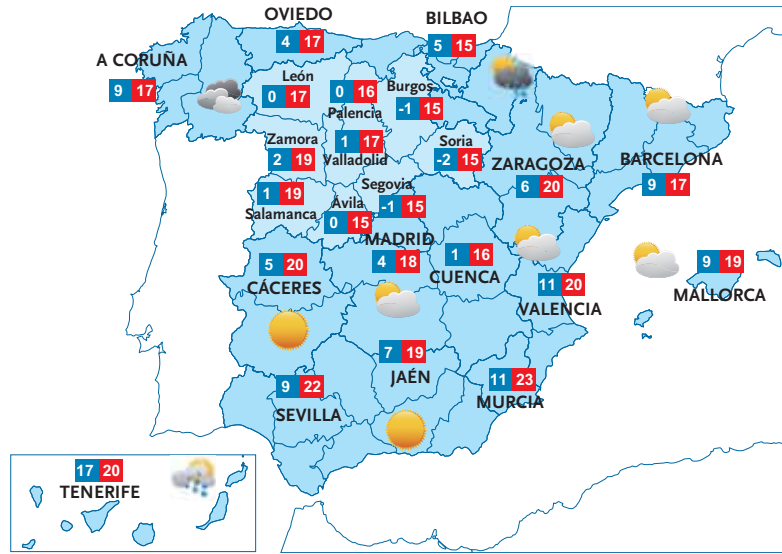 OVIEDO
4 17
BILBAO
5 15
A CORUÑA
9 17
León
0 17
0 16
Palencia
Burgos
-1 15
Zamora
2 19
1 17
Valladolid
Soria
-2 15
ZARAGOZA
6 20
BARCELONA
9 17
1 19
Salamanca
Ávila
0 15
Segovia
-1 15
MADRID
4 18
1 16
CUENCA
5 20
CÁCERES
11 20
VALENCIA
9 19
MALLORCA
7 19
JAÉN
9 22
SEVILLA
11 23
MURCIA
17 20
TENERIFE